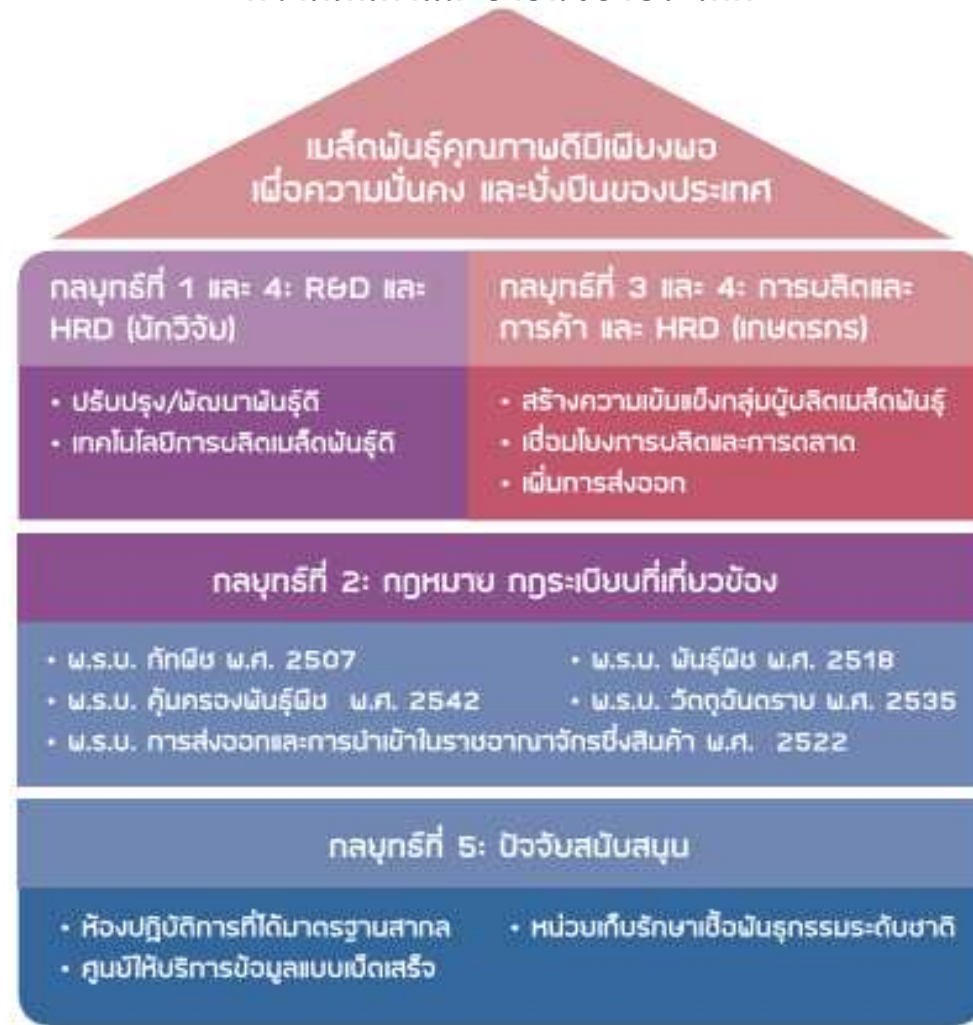 เมล็ดพันธุ์คุณภาพดีมีเพียงพอ
เพื่อความมั่นคง และยั่งยืนของประเทศ
กลยุทธ์ที่ 1 และ 4: R&D และ
HRD (นักวิจัย)
กลยุทธ์ที่ 3 และ 4: การผลิตและ
การค้า และ HRD (เกษตรกร)
• ปรับปรุง/พัฒนาพันธุ์ดี
• เทคโนโลยีการผลิตเมล็ดพันธุ์ดี
• สร้างความเข้มแข็งกลุ่มผู้ผลิตเมล็ดพันธุ์
• เชื่อมโยงการผลิตและการตลาด
• เพิ่มการส่งออก
กลยุทธ์ที่ 2: กฎหมาย กฎระเบียบที่เกี่ยวข้อง
• พ.ร.บ. กักพืช พ.ศ. 2507
• พ.ร.บ. พันธุ์พืช พ.ศ. 2518
• พ.ร.บ. คุ้มครองพันธุ์พืช พ.ศ. 2542
• พ.ร.บ. วัตถุอันตราย พ.ศ. 2535
• พ.ร.บ. การส่งออกและการนำเข้าในราชอาณาจักรซึ่งสินค้า พ.ศ. 2522
กลยุทธ์ที่ 5: ปัจจัยสนับสนุน
• ห้องปฏิบัติการที่ได้มาตรฐานสากล
• หน่วยเก็บรักษาเชื้อพันธุกรรมระดับชาติ
• ศูนย์ให้บริการข้อมูลแบบเบ็ดเสร็จ